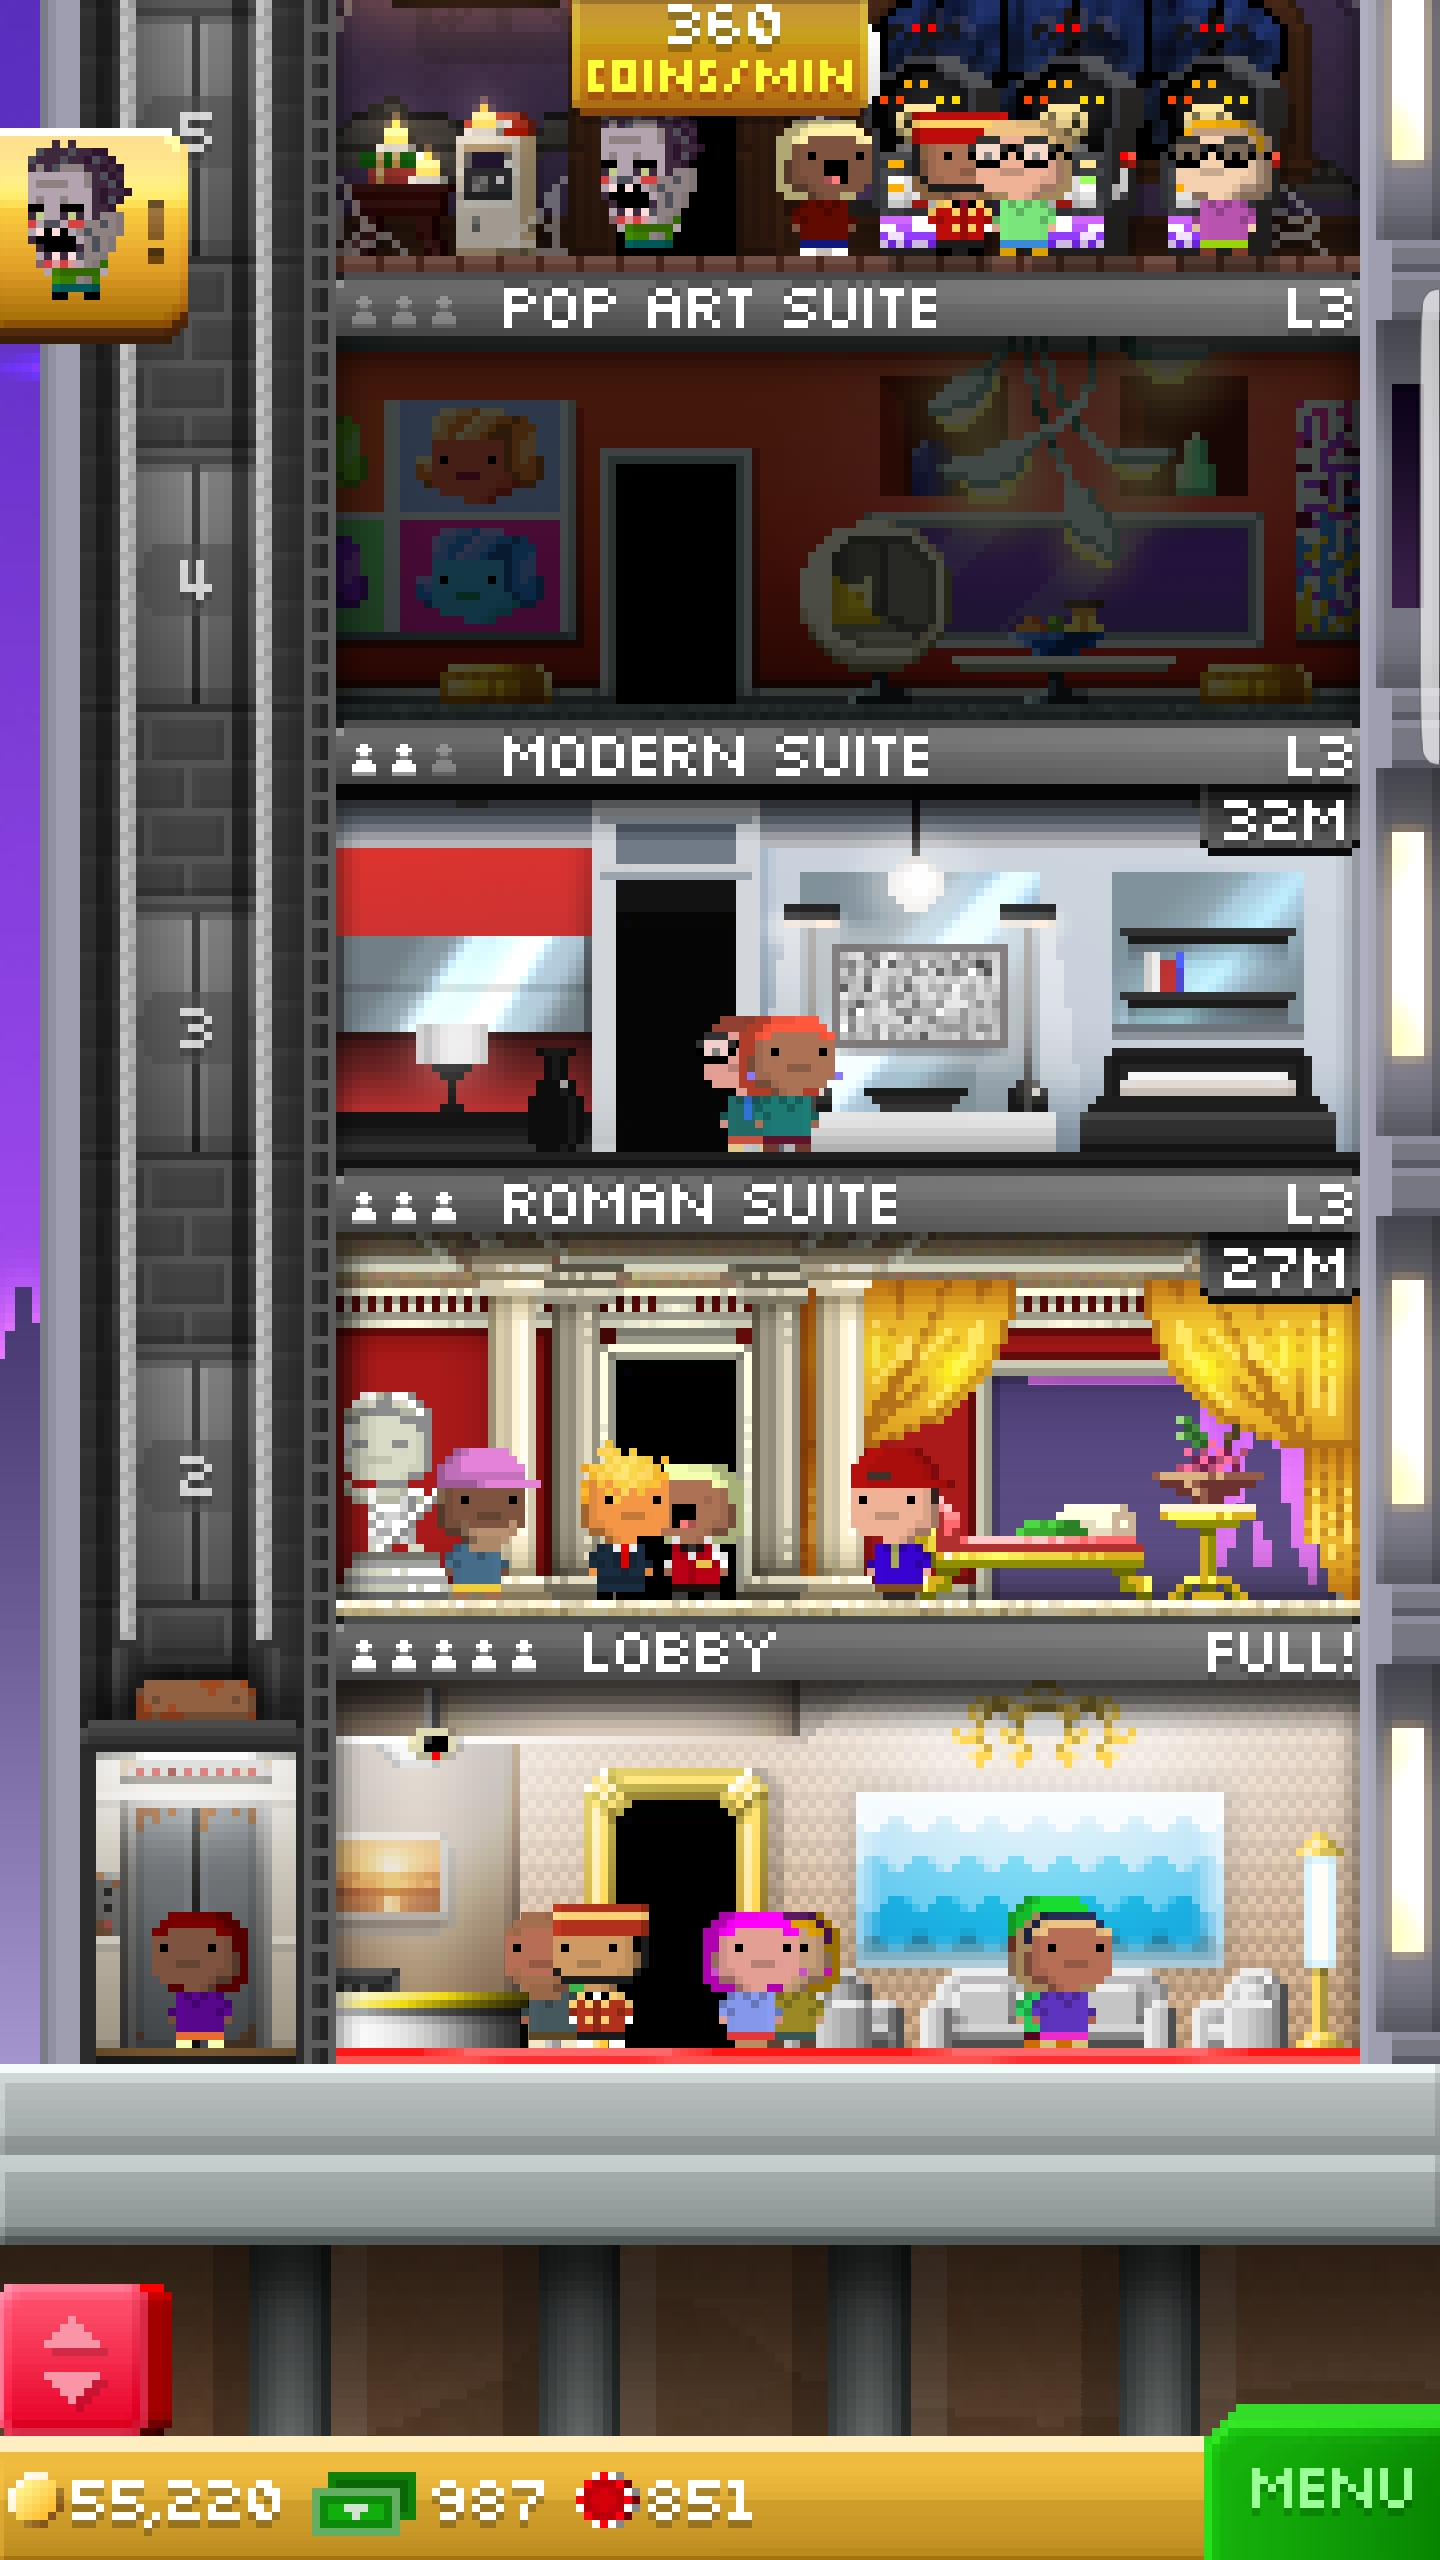 360
COINS/MIN
5
!
POP ART SUITE L3
4
MODERN SUITE L3
32M
3
ROMAN SUITE L3
27M
2
LOBBY FULL!
55,220 987 851
MENU